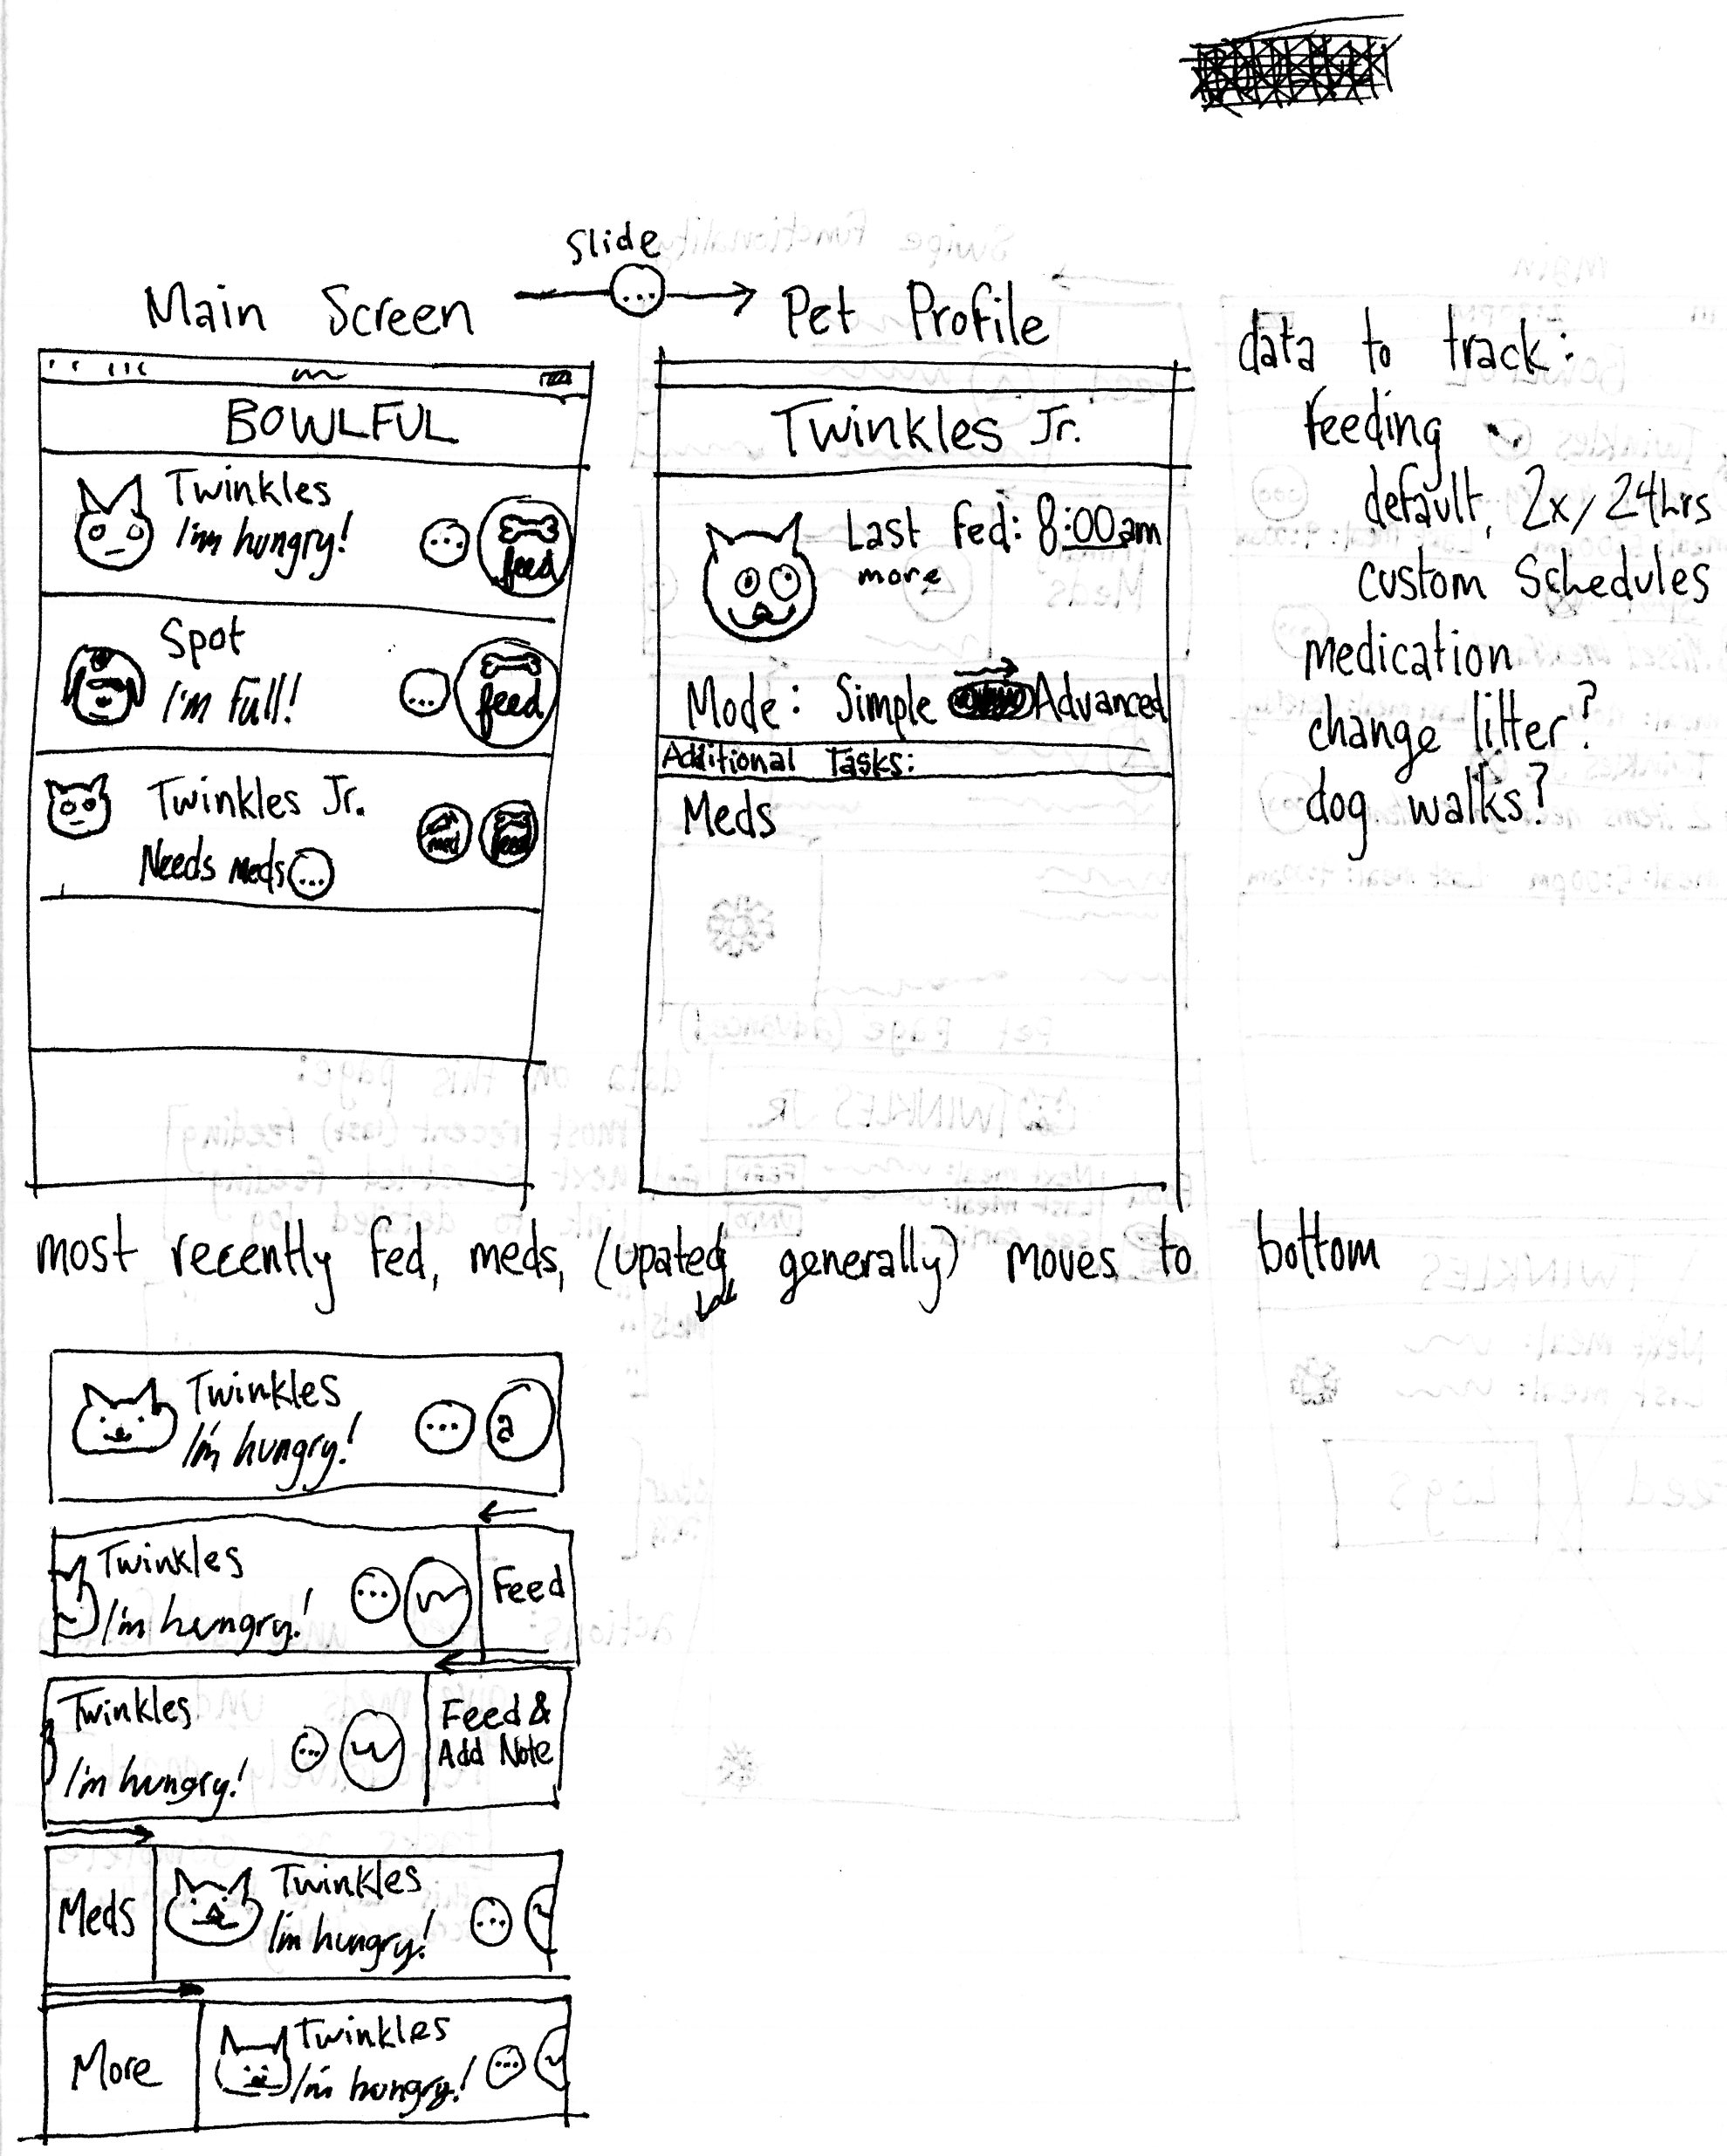 slide
Main Screen
Pet Profile
data to track:
feeding
default, 2x/24hrs
custom schedules
medication
change litter?
dog walks?
BOWLFUL
Twinkles
I'm hungry!
...
feed
Spot
I'm full!
...
feed
Twinkles Jr.
Needs meds ...
med
feed
Twinkles Jr.
Last fed: 8:00am
more
Mode: Simple Advanced
Additional Tasks:
Meds
most recently fed, meds, (upated, generally) moves to bottom
Twinkles
I'm hungry!
...
a
Twinkles
I'm hungry!
...
Feed
Twinkles
I'm hungry!
...
Feed &
Add Note
Meds
Twinkles
I'm hungry!
...
More
Twinkles
I'm hungry!
...